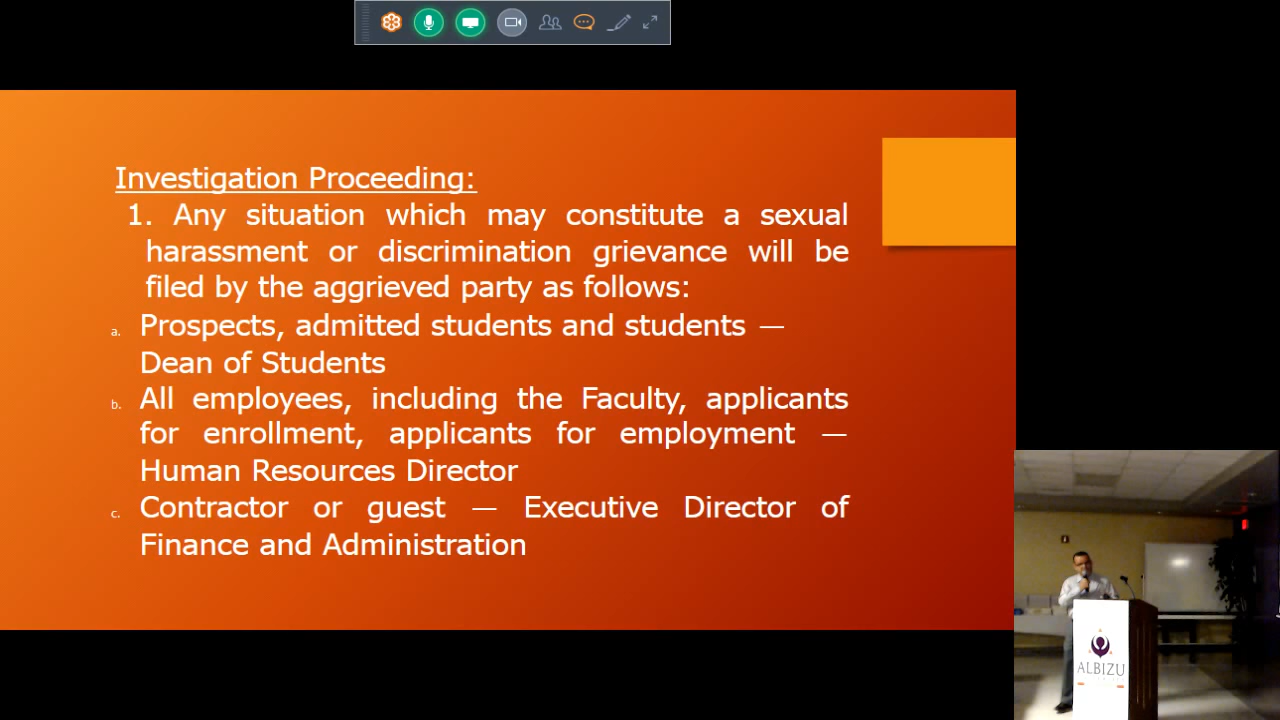 Investigation Proceeding:
1. Any situation which may constitute a sexual
harassment or discrimination grievance will be
filed by the aggrieved party as follows:
a. Prospects, admitted students and students —
Dean of Students
b. All employees, including the Faculty, applicants
for enrollment, applicants for employment —
Human Resources Director
c. Contractor or guest — Executive Director of
Finance and Administration
ALBIZU